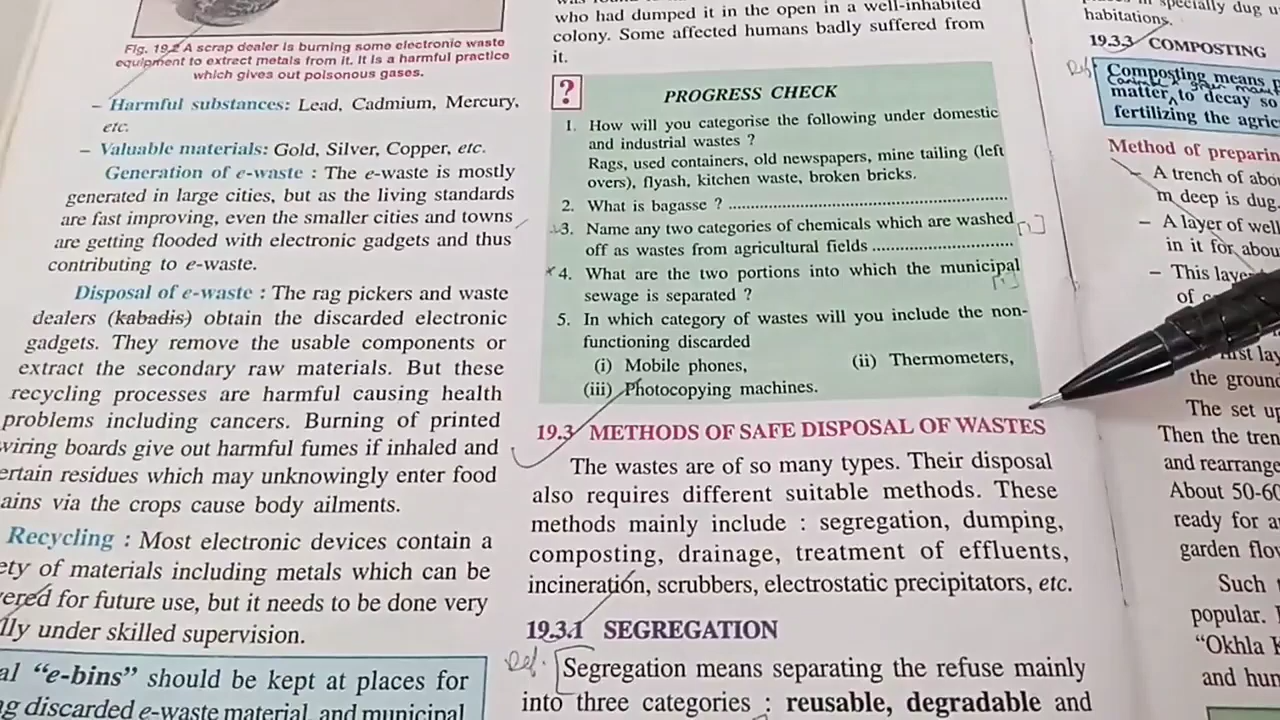 Fig. 19.2 A scrap dealer is burning some electronic waste
equipment to extract metals from it. It is a harmful practice
which gives out poisonous gases.
– Harmful substances: Lead, Cadmium, Mercury,
etc.
– Valuable materials: Gold, Silver, Copper, etc.
Generation of e-waste : The e-waste is mostly
generated in large cities, but as the living standards
are fast improving, even the smaller cities and towns
are getting flooded with electronic gadgets and thus
contributing to e-waste.
Disposal of e-waste : The rag pickers and waste
dealers (kabadis) obtain the discarded electronic
gadgets. They remove the usable components or
extract the secondary raw materials. But these
recycling processes are harmful causing health
problems including cancers. Burning of printed
wiring boards give out harmful fumes if inhaled and
ertain residues which may unknowingly enter food
ains via the crops cause body ailments.
Recycling : Most electronic devices contain a
ety of materials including metals which can be
ered for future use, but it needs to be done very
lly under skilled supervision.
al “e-bins” should be kept at places for
ng discarded e-waste material, and municipal
who had dumped it in the open in a well-inhabited
colony. Some affected humans badly suffered from
it.
? PROGRESS CHECK
1. How will you categorise the following under domestic
and industrial wastes ?
Rags, used containers, old newspapers, mine tailing (left
overs), flyash, kitchen waste, broken bricks.
2. What is bagasse ? ..........
3. Name any two categories of chemicals which are washed
off as wastes from agricultural fields ..........
*4. What are the two portions into which the municipal
sewage is separated ?
5. In which category of wastes will you include the non-
functioning discarded
(i) Mobile phones, (ii) Thermometers,
(iii) Photocopying machines.
19.3 METHODS OF SAFE DISPOSAL OF WASTES
The wastes are of so many types. Their disposal
also requires different suitable methods. These
methods mainly include : segregation, dumping,
composting, drainage, treatment of effluents,
incineration, scrubbers, electrostatic precipitators, etc.
19.3.1 SEGREGATION
Def. Segregation means separating the refuse mainly
into three categories : reusable, degradable and
in specially dug
habitations.
19.3.3 COMPOSTING
Def Composting means
matter to decay so
fertilizing the agric
Method of preparin
– A trench of abou
m deep is dug
– A layer of well
in it for abou
– This laye
of
rst lay
the ground
The set up
Then the tren
and rearrange
About 50-60
ready for a
garden flow
Such
popular.
“Okhla
and hun